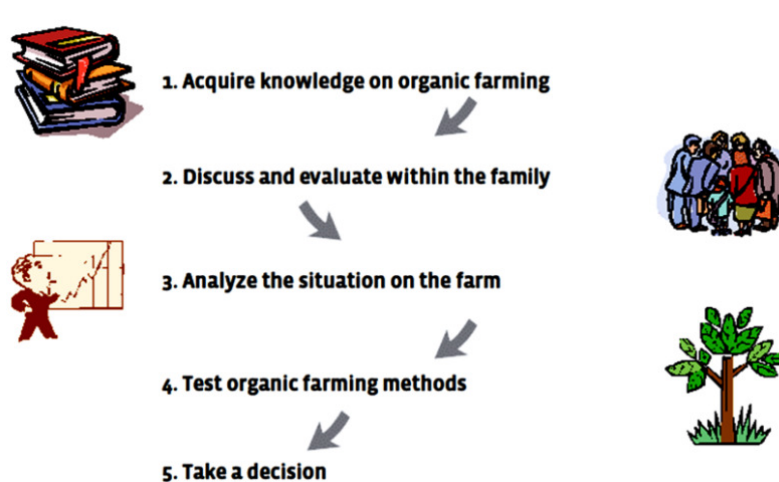 1. Acquire knowledge on organic farming
2. Discuss and evaluate within the family
3. Analyze the situation on the farm
4. Test organic farming methods
5. Take a decision